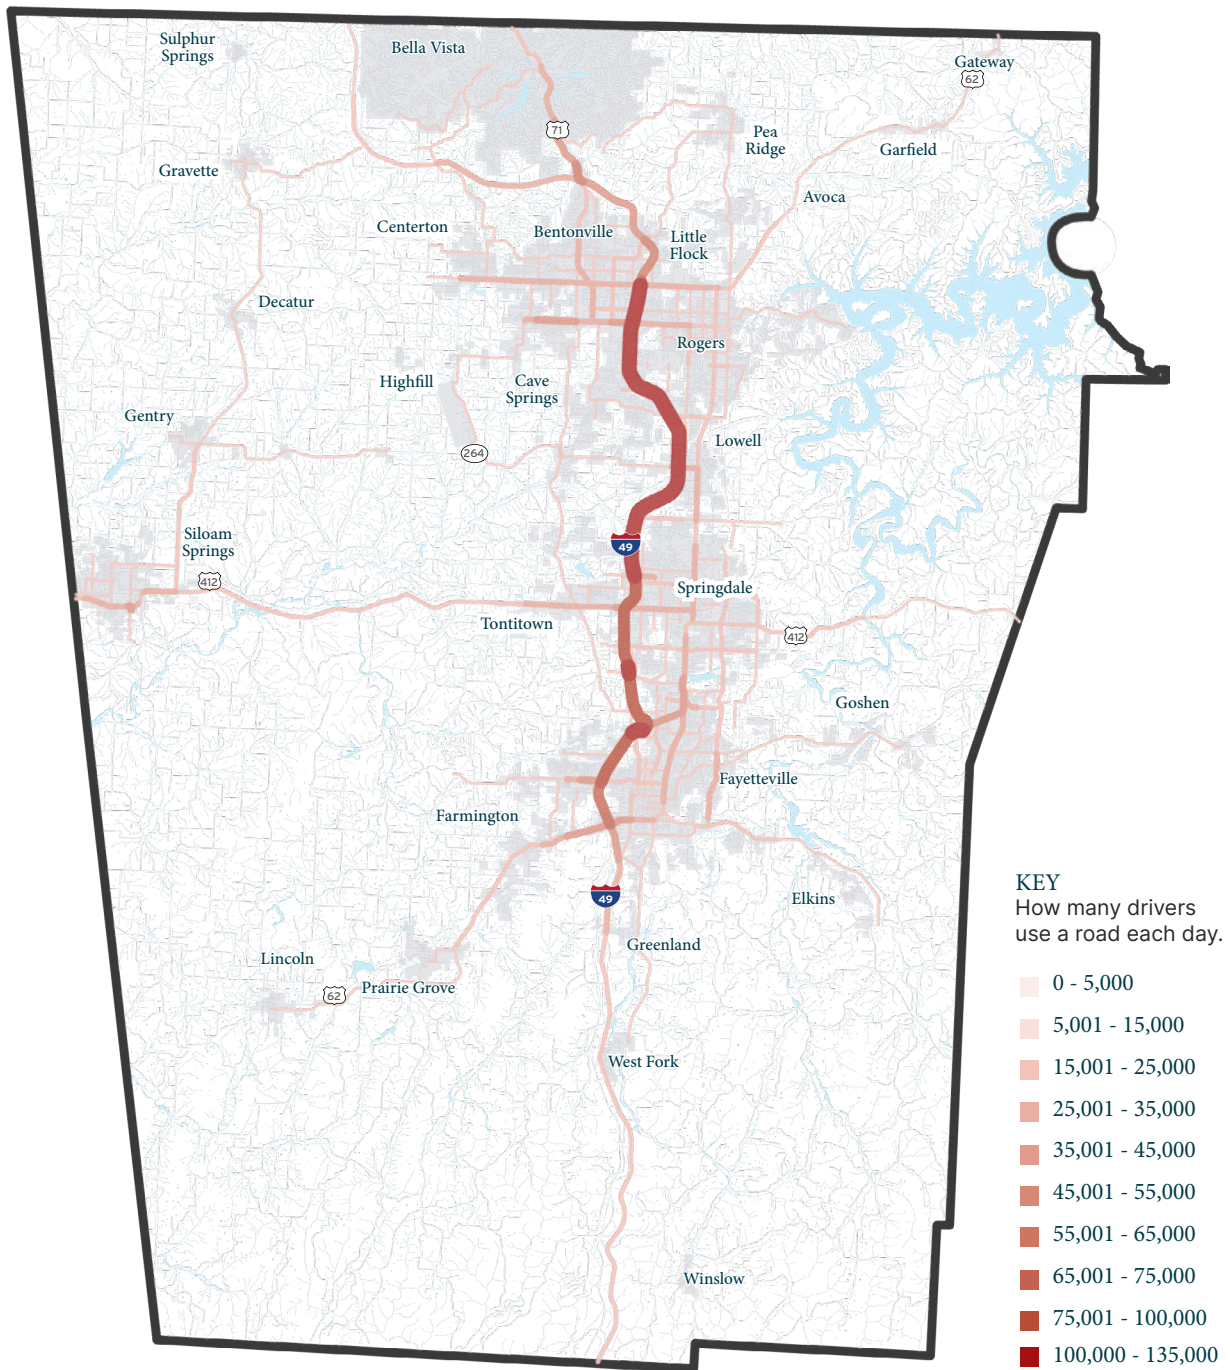 Sulphur
Springs
Bella Vista
Gateway
62
71
Pea
Ridge
Garfield
Gravette
Avoca
Centerton
Bentonville
Little
Flock
Decatur
Rogers
Highfill
Cave
Springs
Gentry
Lowell
264
Siloam
Springs
49
412
Springdale
Tontitown
412
Goshen
Fayetteville
Farmington
49
Elkins
Greenland
Lincoln
62
Prairie Grove
West Fork
Winslow
KEY
How many drivers
use a road each day.
0 - 5,000
5,001 - 15,000
15,001 - 25,000
25,001 - 35,000
35,001 - 45,000
45,001 - 55,000
55,001 - 65,000
65,001 - 75,000
75,001 - 100,000
100,000 - 135,000